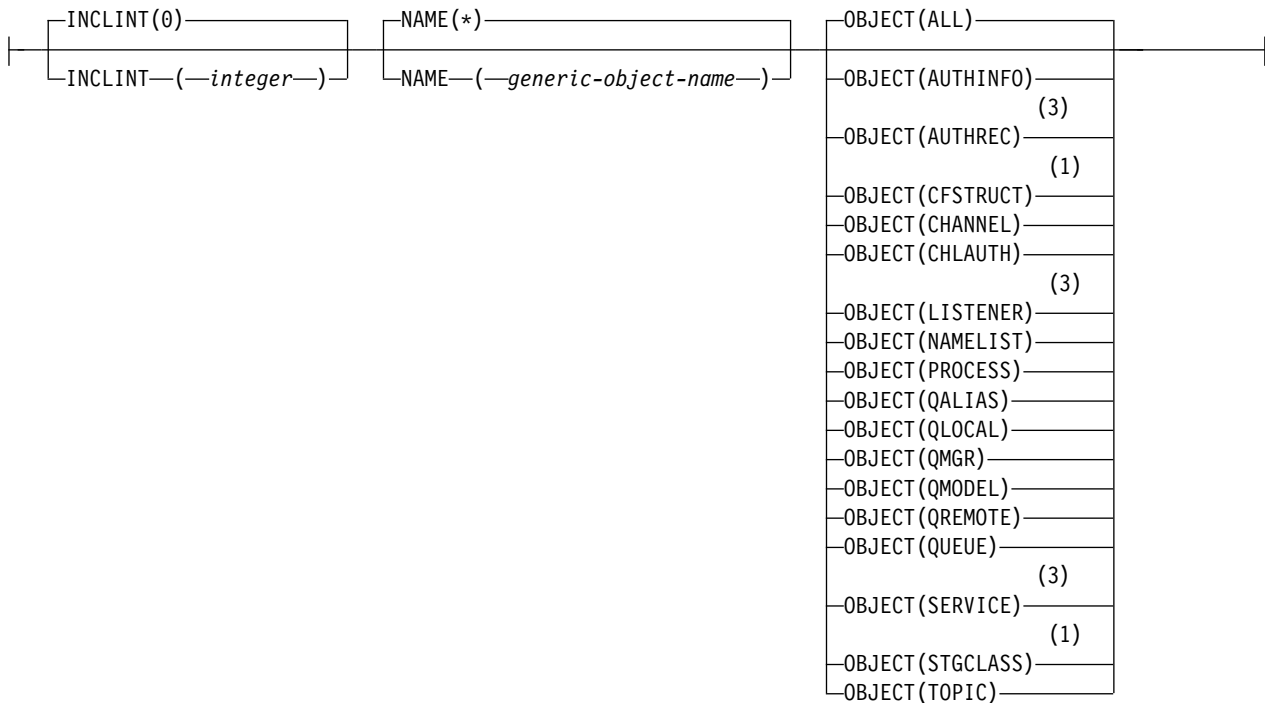 INCLINT(0) NAME(*) OBJECT(ALL)
INCLINT ( integer ) NAME ( generic-object-name ) OBJECT(AUTHINFO)
(3)
OBJECT(AUTHREC)
(1)
OBJECT(CFSTRUCT)
OBJECT(CHANNEL)
OBJECT(CHLAUTH)
(3)
OBJECT(LISTENER)
OBJECT(NAMELIST)
OBJECT(PROCESS)
OBJECT(QALIAS)
OBJECT(QLOCAL)
OBJECT(QMGR)
OBJECT(QMODEL)
OBJECT(QREMOTE)
OBJECT(QUEUE)
(3)
OBJECT(SERVICE)
(1)
OBJECT(STGCLASS)
OBJECT(TOPIC)